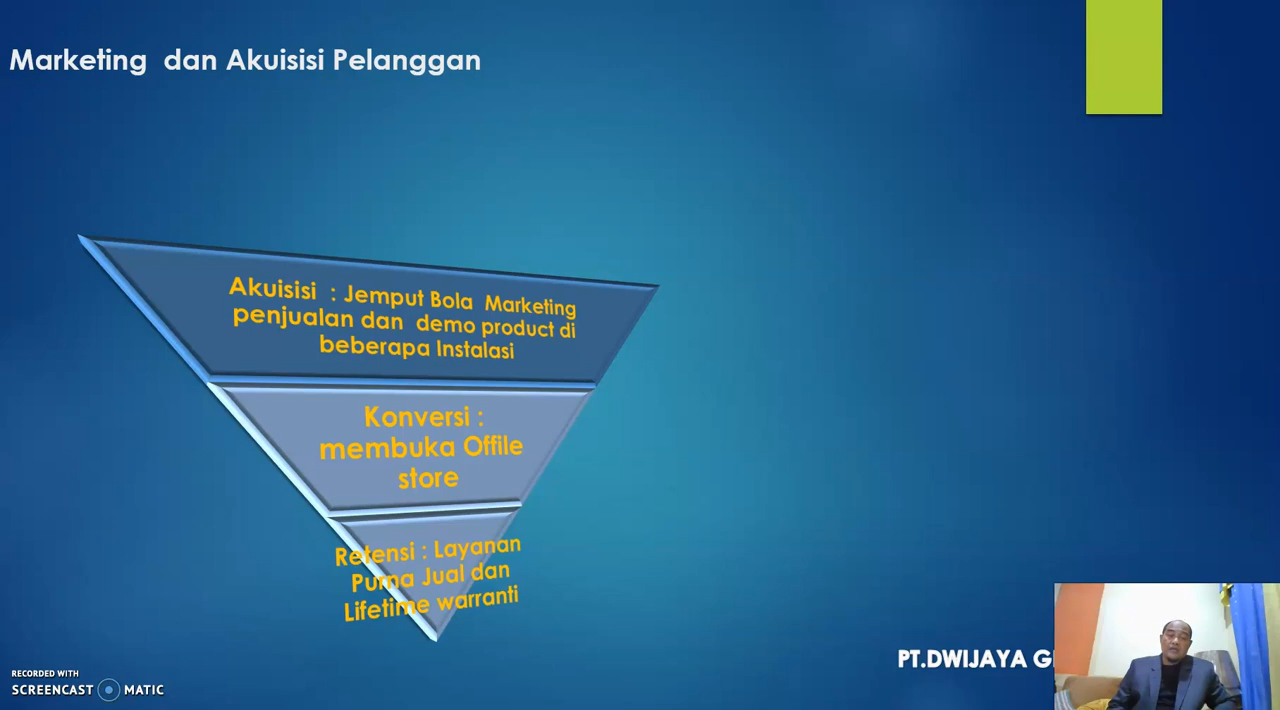 Marketing dan Akuisisi Pelanggan
Akuisisi : Jemput Bola Marketing
penjualan dan demo product di
beberapa Instalasi
Konversi :
membuka Offile
store
Retensi : Layanan
Purna Jual dan
Lifetime warranti
PT.DWIJAYA
RECORDED WITH
SCREENCAST MATIC